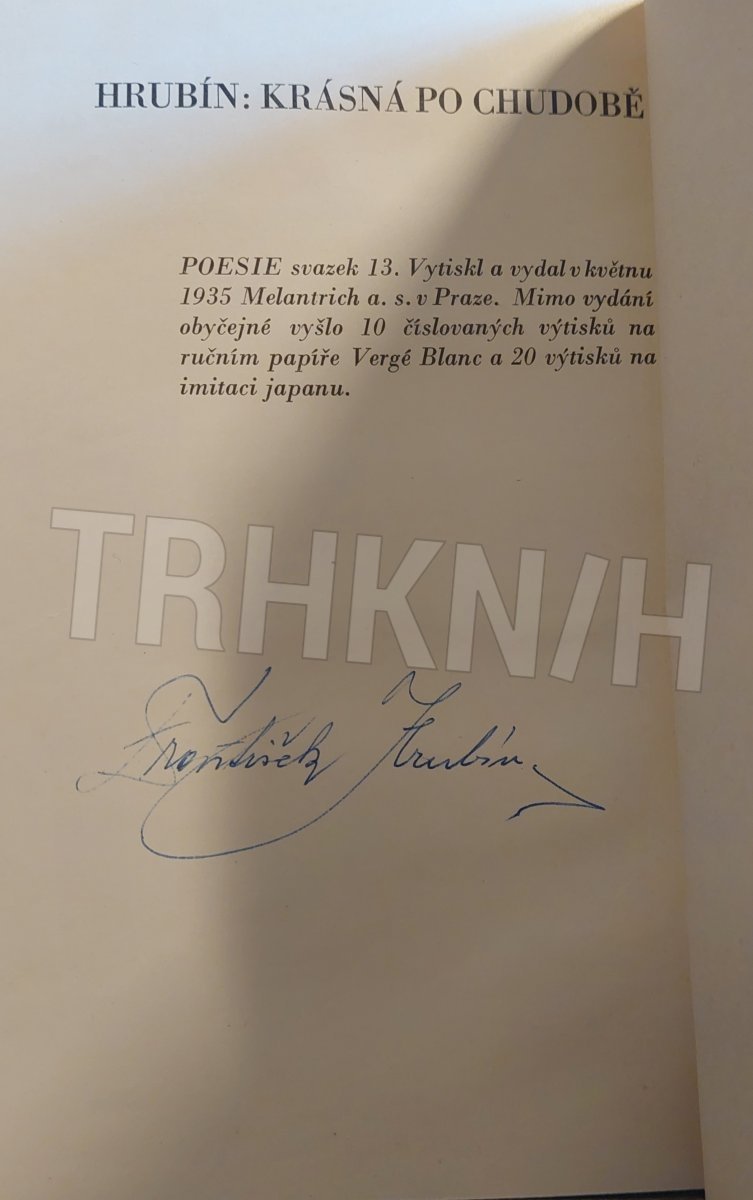 HRUBÍN: KRÁSNÁ PO CHUDOBĚ
POESIE svazek 13. Vytiskl a vydal v květnu
1935 Melantrich a. s. v Praze. Mimo vydání
obyčejné vyšlo 10 číslovaných výtisků na
ručním papíře Vergé Blanc a 20 výtisků na
imitaci japanu.
TRHKN/H
František Hrubín.